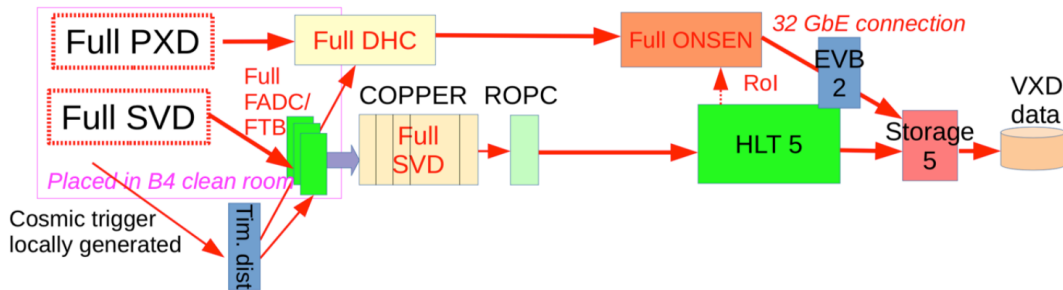 Full PXD
Full DHC
Full ONSEN
32 GbE connection
EVB
2
Full
FADC/
FTB
COPPER
ROPC
RoI
VXD
data
Full SVD
Full
SVD
HLT 5
Storage
5
Placed in B4 clean room
Cosmic trigger
locally generated
Tim. dist